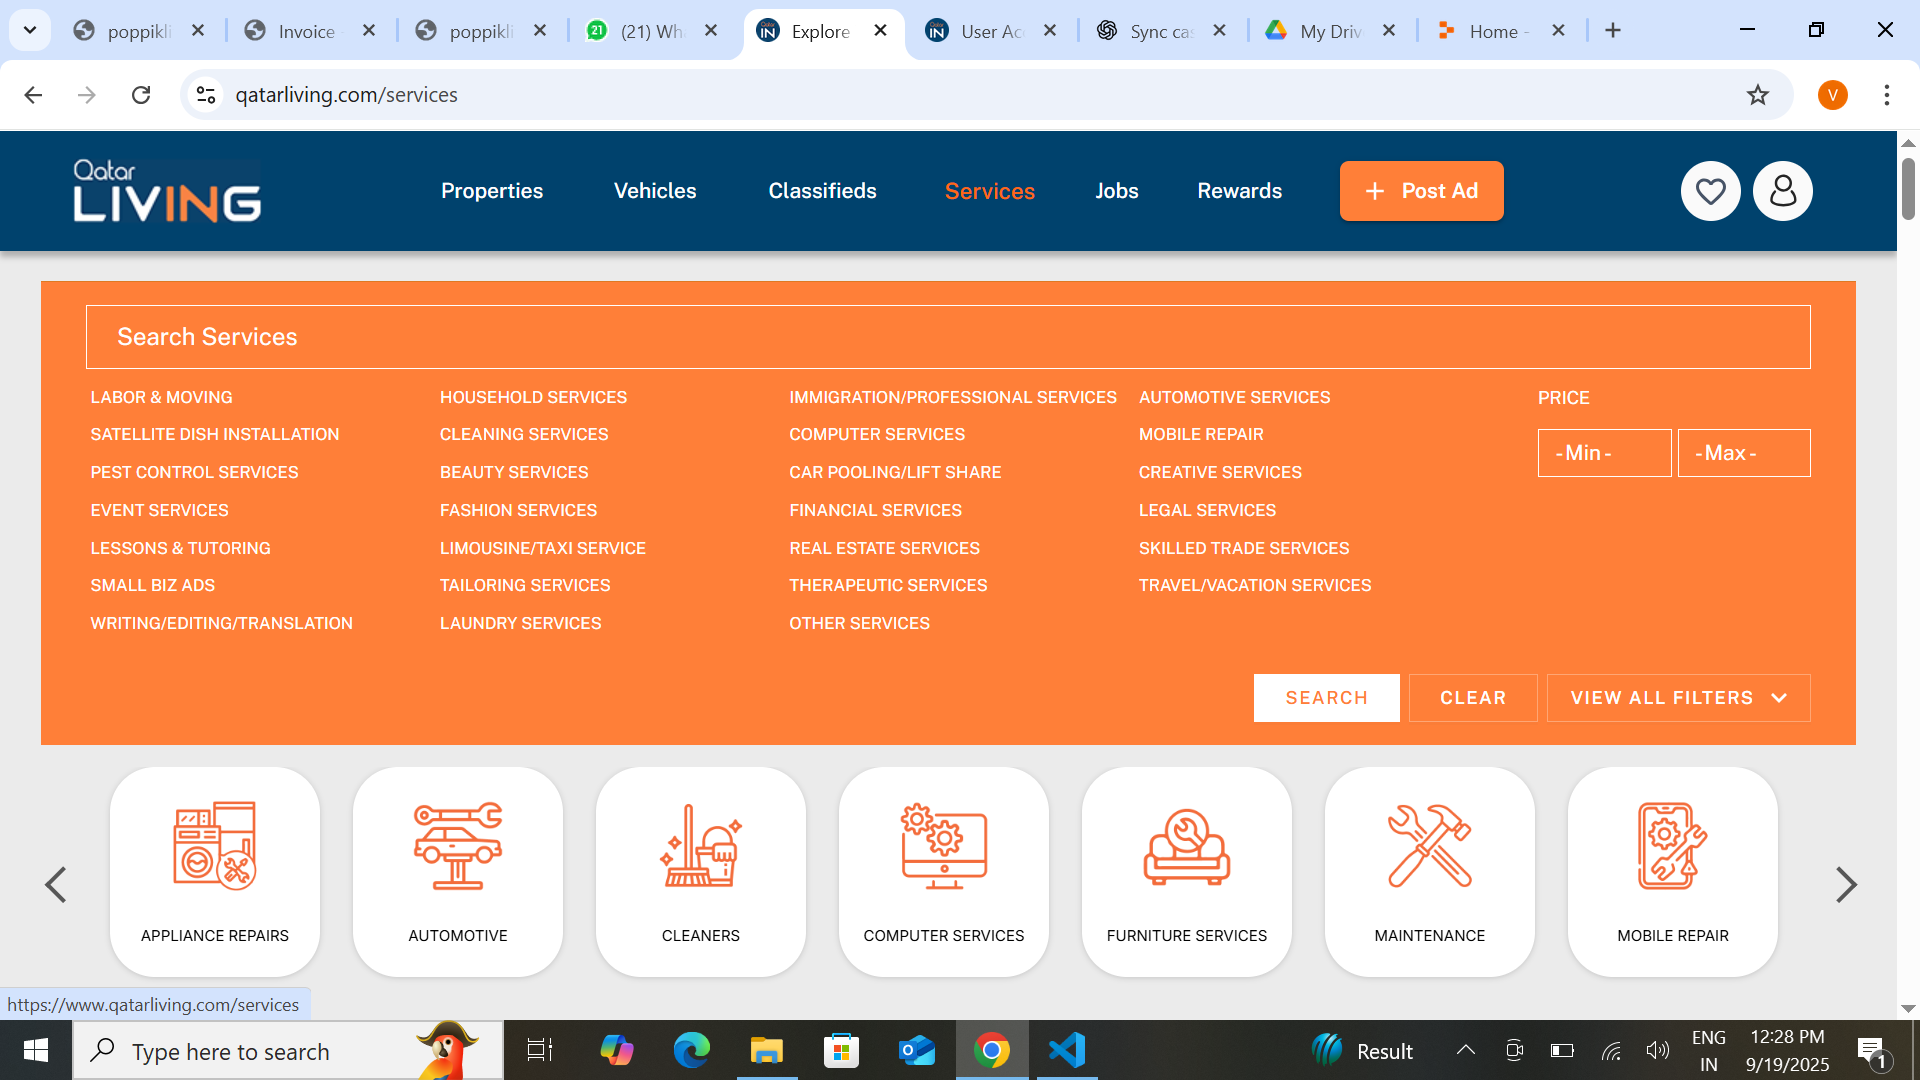 poppikli
Invoice -
poppikli
21
(21) Wha
IN
Explore
IN
User Acc
Sync cas
My Drive
Home -
qatarliving.com/services
V
Qatar
LIVING
Properties
Vehicles
Classifieds
Services
Jobs
Rewards
+ Post Ad
Search Services
LABOR & MOVING
HOUSEHOLD SERVICES
IMMIGRATION/PROFESSIONAL SERVICES
AUTOMOTIVE SERVICES
PRICE
SATELLITE DISH INSTALLATION
CLEANING SERVICES
COMPUTER SERVICES
MOBILE REPAIR
-Min-
-Max-
PEST CONTROL SERVICES
BEAUTY SERVICES
CAR POOLING/LIFT SHARE
CREATIVE SERVICES
EVENT SERVICES
FASHION SERVICES
FINANCIAL SERVICES
LEGAL SERVICES
LESSONS & TUTORING
LIMOUSINE/TAXI SERVICE
REAL ESTATE SERVICES
SKILLED TRADE SERVICES
SMALL BIZ ADS
TAILORING SERVICES
THERAPEUTIC SERVICES
TRAVEL/VACATION SERVICES
WRITING/EDITING/TRANSLATION
LAUNDRY SERVICES
OTHER SERVICES
SEARCH
CLEAR
VIEW ALL FILTERS
APPLIANCE REPAIRS
AUTOMOTIVE
CLEANERS
COMPUTER SERVICES
FURNITURE SERVICES
MAINTENANCE
MOBILE REPAIR
https://www.qatarliving.com/services
Type here to search
Result
ENG
IN
12:28 PM
9/19/2025
1